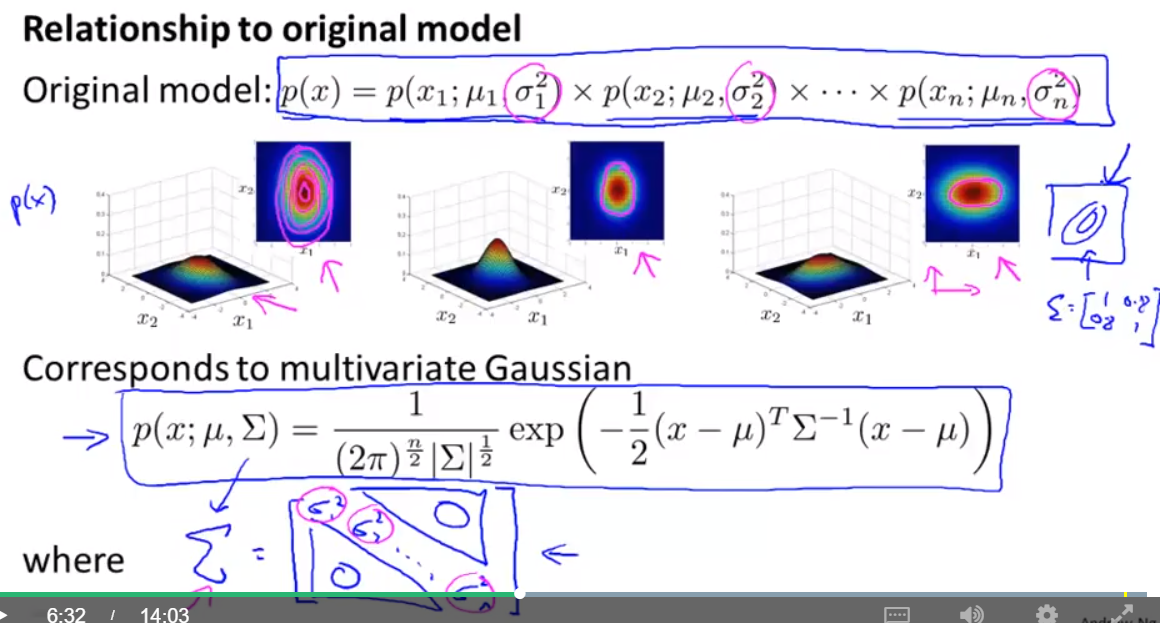 Relationship to original model
Original model: p(x) = p(x₁; μ₁, σ₁²) × p(x₂; μ₂, σ₂²) × ⋯ × p(xₙ; μₙ, σₙ²)
p(x)
x₂ x₁ x₂ x₁
x₂ x₁ x₂ x₁
x₂ x₁ x₂ x₁
Σ = [1 0.8
0.8 1]
Corresponds to multivariate Gaussian
p(x; μ, Σ) = 1 / ((2π)^(n/2) |Σ|^(1/2)) exp(−1/2 (x − μ)ᵀ Σ⁻¹ (x − μ))
where Σ = [σ₁² σ₂² ... σₙ² 0 0]
6:32 / 14:03
Andrew Ng